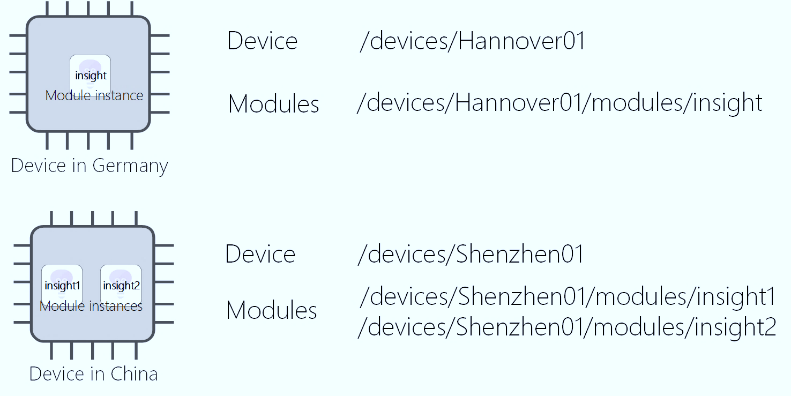 insight
Module instance
Device in Germany
Device /devices/Hannover01
Modules /devices/Hannover01/modules/insight
insight1 insight2
Module instances
Device in China
Device /devices/Shenzhen01
Modules /devices/Shenzhen01/modules/insight1
/devices/Shenzhen01/modules/insight2